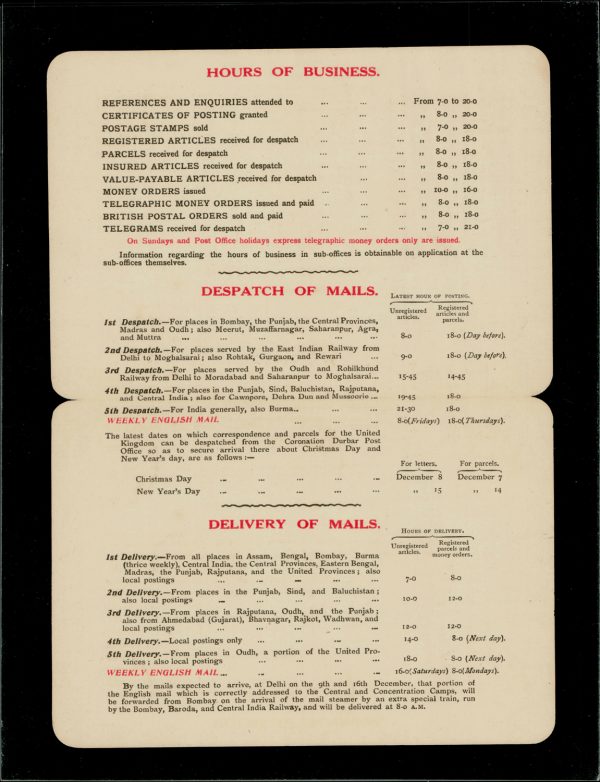 HOURS OF BUSINESS.
REFERENCES AND ENQUIRIES attended to ... ... ... From 7-0 to 20-0
CERTIFICATES OF POSTING granted ... ... ... „ 8-0 „ 20-0
POSTAGE STAMPS sold ... ... ... „ 7-0 „ 20-0
REGISTERED ARTICLES received for despatch ... ... ... „ 8-0 „ 18-0
PARCELS received for despatch ... ... ... „ 8-0 „ 18-0
INSURED ARTICLES received for despatch ... ... ... „ 8-0 „ 18-0
VALUE-PAYABLE ARTICLES received for despatch ... ... „ 8-0 „ 18-0
MONEY ORDERS issued ... ... ... „ 10-0 „ 16-0
TELEGRAPHIC MONEY ORDERS issued and paid .. ... ... „ 8-0 „ 18-0
BRITISH POSTAL ORDERS sold and paid ... ... ... „ 8-0 „ 18-0
TELEGRAMS received for despatch ... ... ... „ 7-0 „ 21-0
On Sundays and Post Office holidays express telegraphic money orders only are issued.
Information regarding the hours of business in sub-offices is obtainable on application at the
sub-offices themselves.
DESPATCH OF MAILS.
LATEST HOUR OF POSTING.
Unregistered articles. Registered articles and parcels.
1st Despatch.—For places in Bombay, the Punjab, the Central Provinces,
Madras and Oudh; also Meerut, Muzaffarnagar, Saharanpur, Agra,
and Muttra ... ... ... ... ... 8-0 18-0 (Day before).
2nd Despatch.—For places served by the East Indian Railway from
Delhi to Moghalsarai; also Rohtak, Gurgaon, and Rewari ... 9-0 18-0 (Day before).
3rd Despatch.—For places served by the Oudh and Rohilkhund
Railway from Delhi to Moradabad and Saharanpur to Moghalsarai... 15-45 14-45
4th Despatch.—For places in the Punjab, Sind, Baluchistan, Rajputana,
and Central India; also for Cawnpore, Dehra Dun and Mussoorie ... 19-45 18-0
5th Despatch.—For India generally, also Burma.. ... ... 21-30 18-0
WEEKLY ENGLISH MAIL ... ... ... 8-0(Fridays) 18-0(Thursdays).
The latest dates on which correspondence and parcels for the United
Kingdom can be despatched from the Coronation Durbar Post
Office so as to secure arrival there about Christmas Day and
New Year's day, are as follows :—
For letters. For parcels.
Christmas Day ... ... ... ... December 8 December 7
New Year's Day ... ... ... ... „ 15 „ 14
DELIVERY OF MAILS.
HOURS OF DELIVERY.
Unregistered articles. Registered parcels and money orders.
1st Delivery.—From all places in Assam, Bengal, Bombay, Burma
(thrice weekly), Central India, the Central Provinces, Eastern Bengal,
Madras, the Punjab, Rajputana, and the United Provinces; also
local postings ... ... ... ... ... 7-0 8-0
2nd Delivery.—From places in the Punjab, Sind, and Baluchistan;
also local postings ... ... ... ... ... 10-0 12-0
3rd Delivery.—From places in Rajputana, Oudh, and the Punjab;
also from Ahmedabad (Gujarat), Bhavnagar, Rajkot, Wadhwan, and
local postings ... ... ... ... ... 12-0 12-0
4th Delivery.—Local postings only ... ... ... ... 14-0 8-0 (Next day).
5th Delivery.—From places in Oudh, a portion of the United Pro-
vinces; also local postings ... ... ... ... 18-0 8-0 (Next day).
WEEKLY ENGLISH MAIL ... ... ... ... ... 16-0(Saturdays) 8-0(Mondays).
By the mails expected to arrive, at Delhi on the 9th and 16th December, that portion of
the English mail which is correctly addressed to the Central and Concentration Camps, will
be forwarded from Bombay on the arrival of the mail steamer by an extra special train, run
by the Bombay, Baroda, and Central India Railway, and will be delivered at 8-0 A.M.